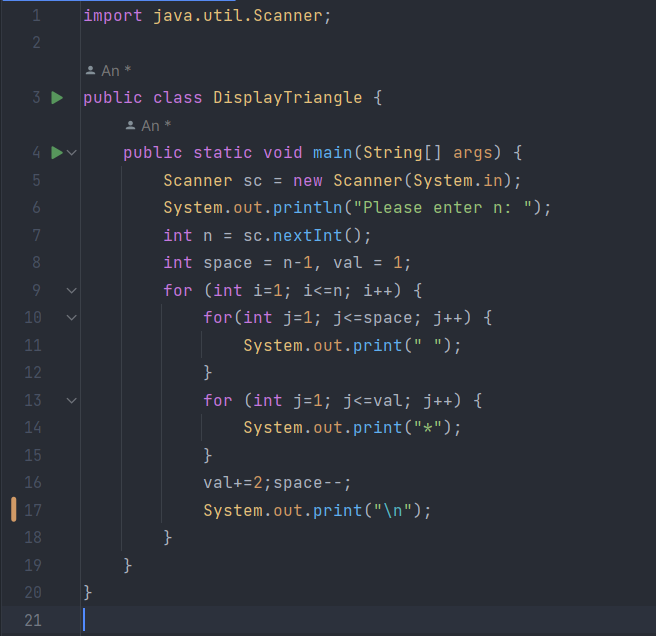 1 import java.util.Scanner;
2
An *
3 public class DisplayTriangle {
An *
4 public static void main(String[] args) {
5 Scanner sc = new Scanner(System.in);
6 System.out.println("Please enter n: ");
7 int n = sc.nextInt();
8 int space = n-1, val = 1;
9 for (int i=1; i<=n; i++) {
10 for(int j=1; j<=space; j++) {
11 System.out.print(" ");
12 }
13 for (int j=1; j<=val; j++) {
14 System.out.print("*");
15 }
16 val+=2;space--;
17 System.out.print("\n");
18 }
19 }
20 }
21